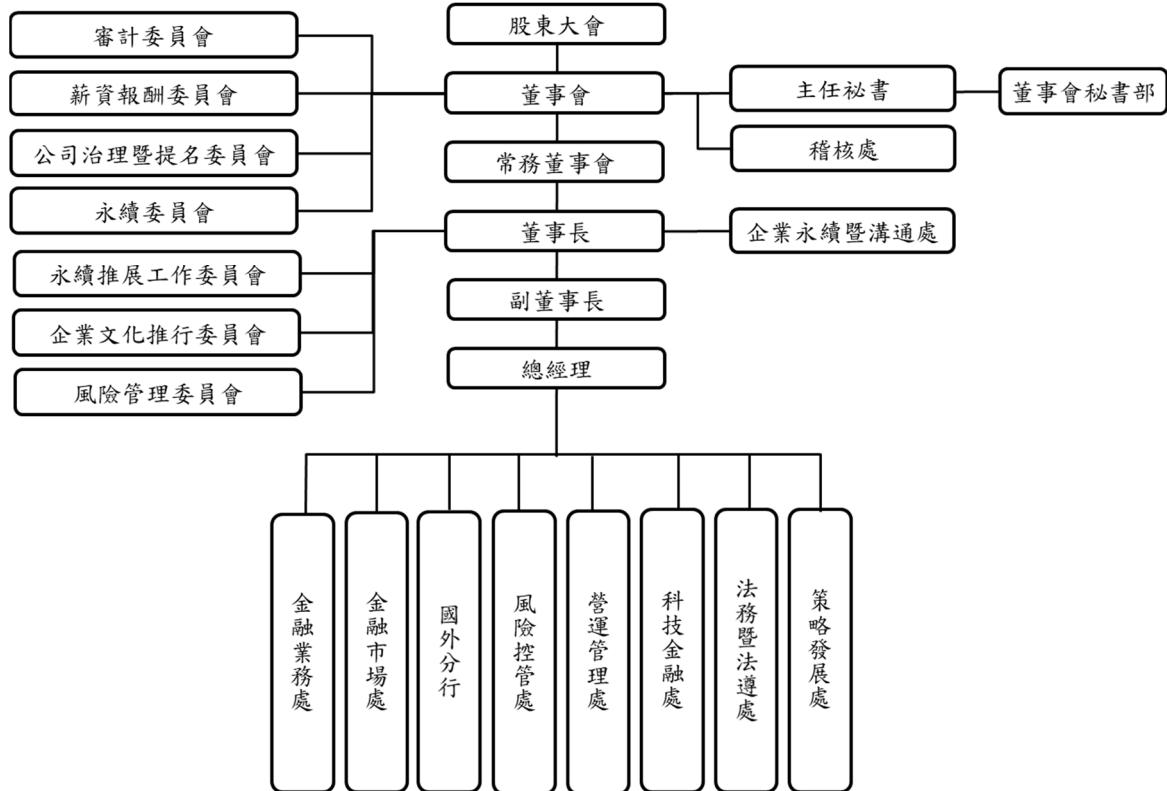 股東大會
審計委員會
薪資報酬委員會
董事會
主任祕書
董事會秘書部
公司治理暨提名委員會
常務董事會
稽核處
永續委員會
董事長
企業永續暨溝通處
永續推展工作委員會
副董事長
企業文化推行委員會
總經理
風險管理委員會
金融業務處
金融市場處
國外分行
風險控管處
營運管理處
科技金融處
法務暨法遵處
策略發展處